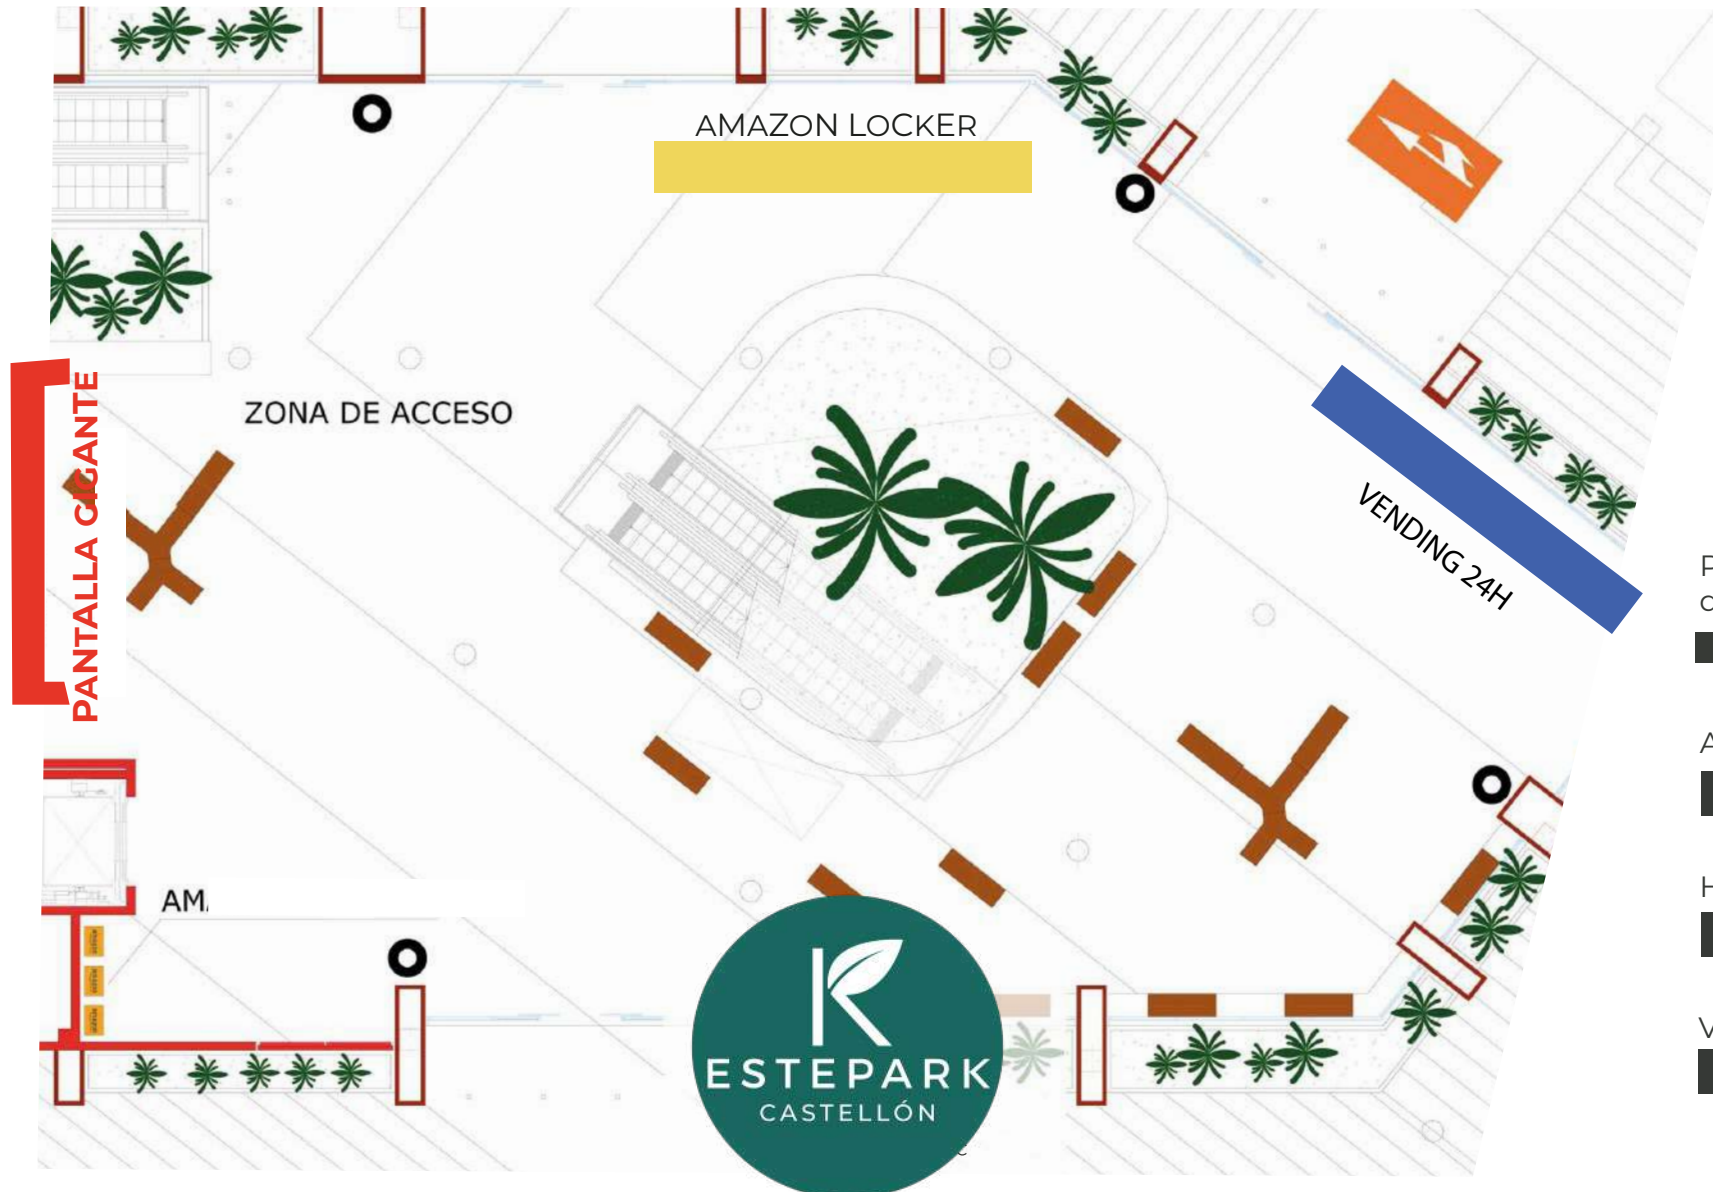 AMAZON LOCKER
ZONA DE ACCESO
PANTALLA GIGANTE
VENDING 24H
AM
ESTEPARK
CASTELLÓN
P
A
H
V